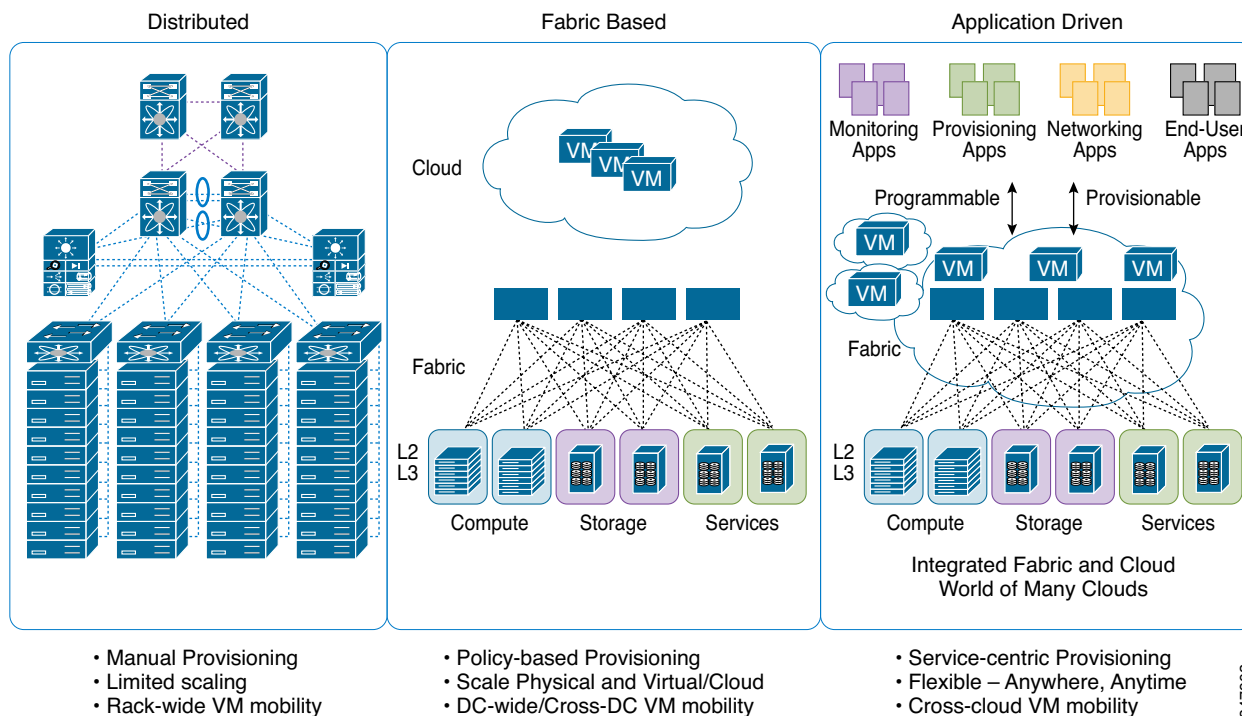 Distributed
Fabric Based
Application Driven
Cloud
VM
VM
VM
Fabric
L2
L3
Compute
Storage
Services
Monitoring
Apps
Provisioning
Apps
Networking
Apps
End-User
Apps
Programmable
Provisionable
VM
VM
VM
VM
VM
Fabric
L2
L3
Compute
Storage
Services
Integrated Fabric and Cloud
World of Many Clouds
• Manual Provisioning
• Limited scaling
• Rack-wide VM mobility
• Policy-based Provisioning
• Scale Physical and Virtual/Cloud
• DC-wide/Cross-DC VM mobility
• Service-centric Provisioning
• Flexible – Anywhere, Anytime
• Cross-cloud VM mobility